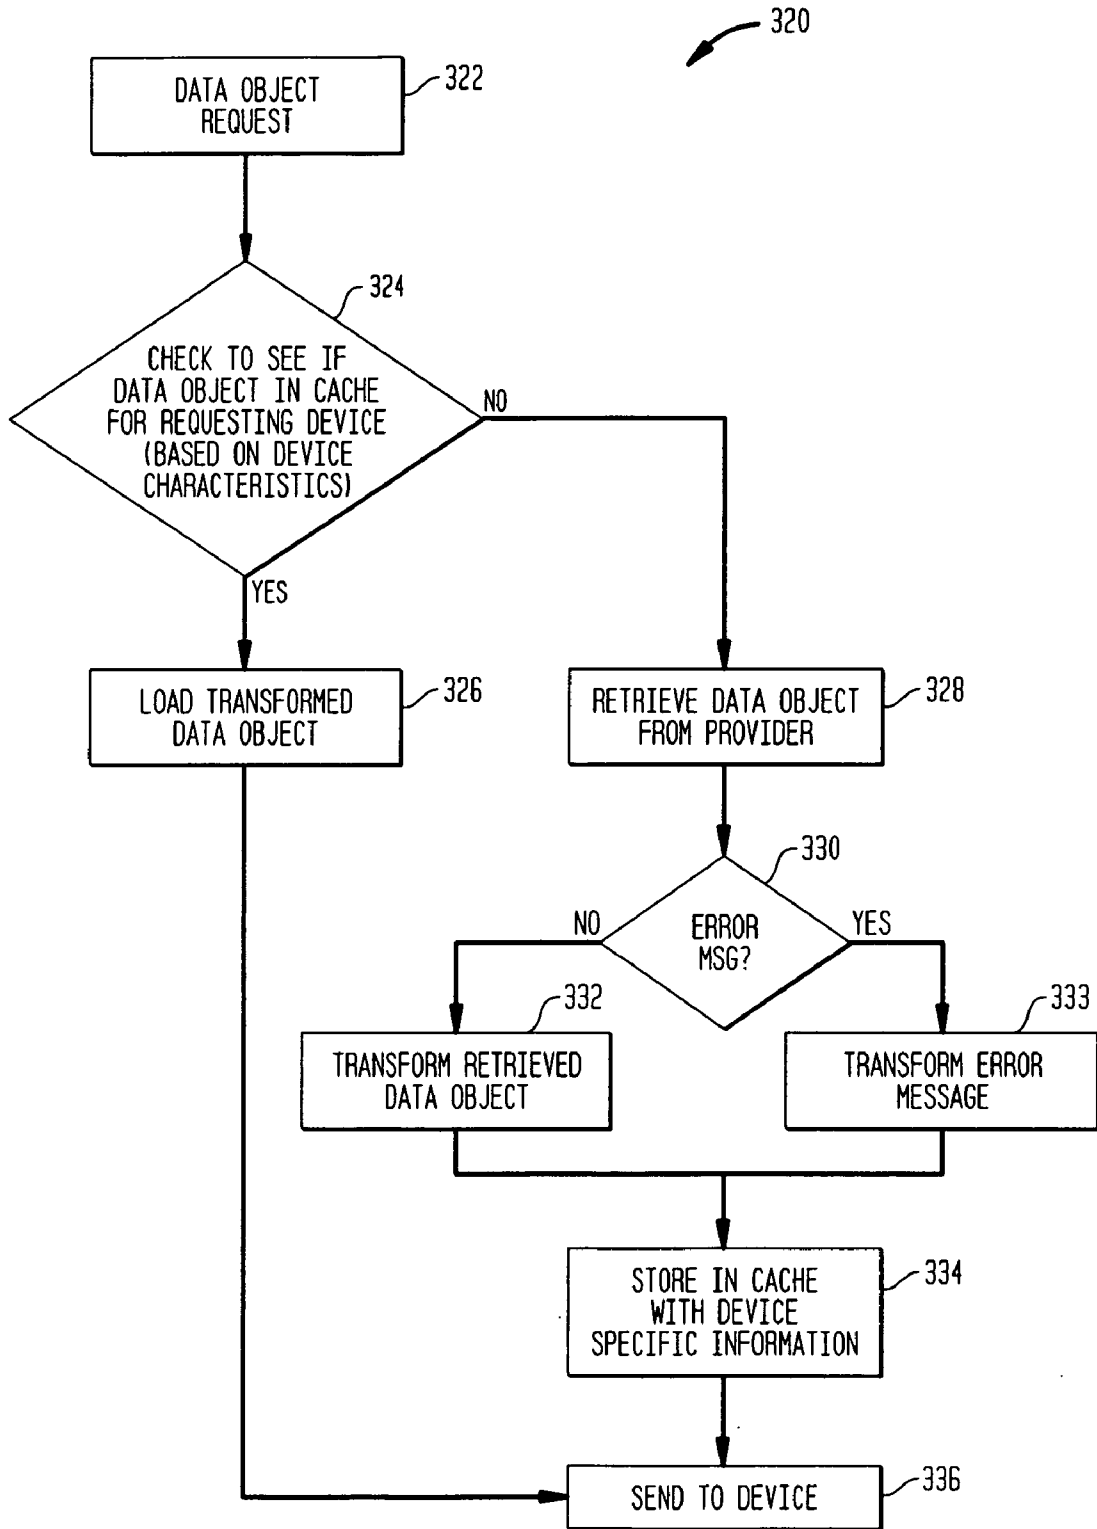 320
DATA OBJECT
REQUEST
322
324
CHECK TO SEE IF
DATA OBJECT IN CACHE
FOR REQUESTING DEVICE
(BASED ON DEVICE
CHARACTERISTICS)
NO
YES
LOAD TRANSFORMED
DATA OBJECT
326
RETRIEVE DATA OBJECT
FROM PROVIDER
328
330
ERROR
MSG?
NO
YES
332
TRANSFORM RETRIEVED
DATA OBJECT
333
TRANSFORM ERROR
MESSAGE
STORE IN CACHE
WITH DEVICE
SPECIFIC INFORMATION
334
SEND TO DEVICE
336